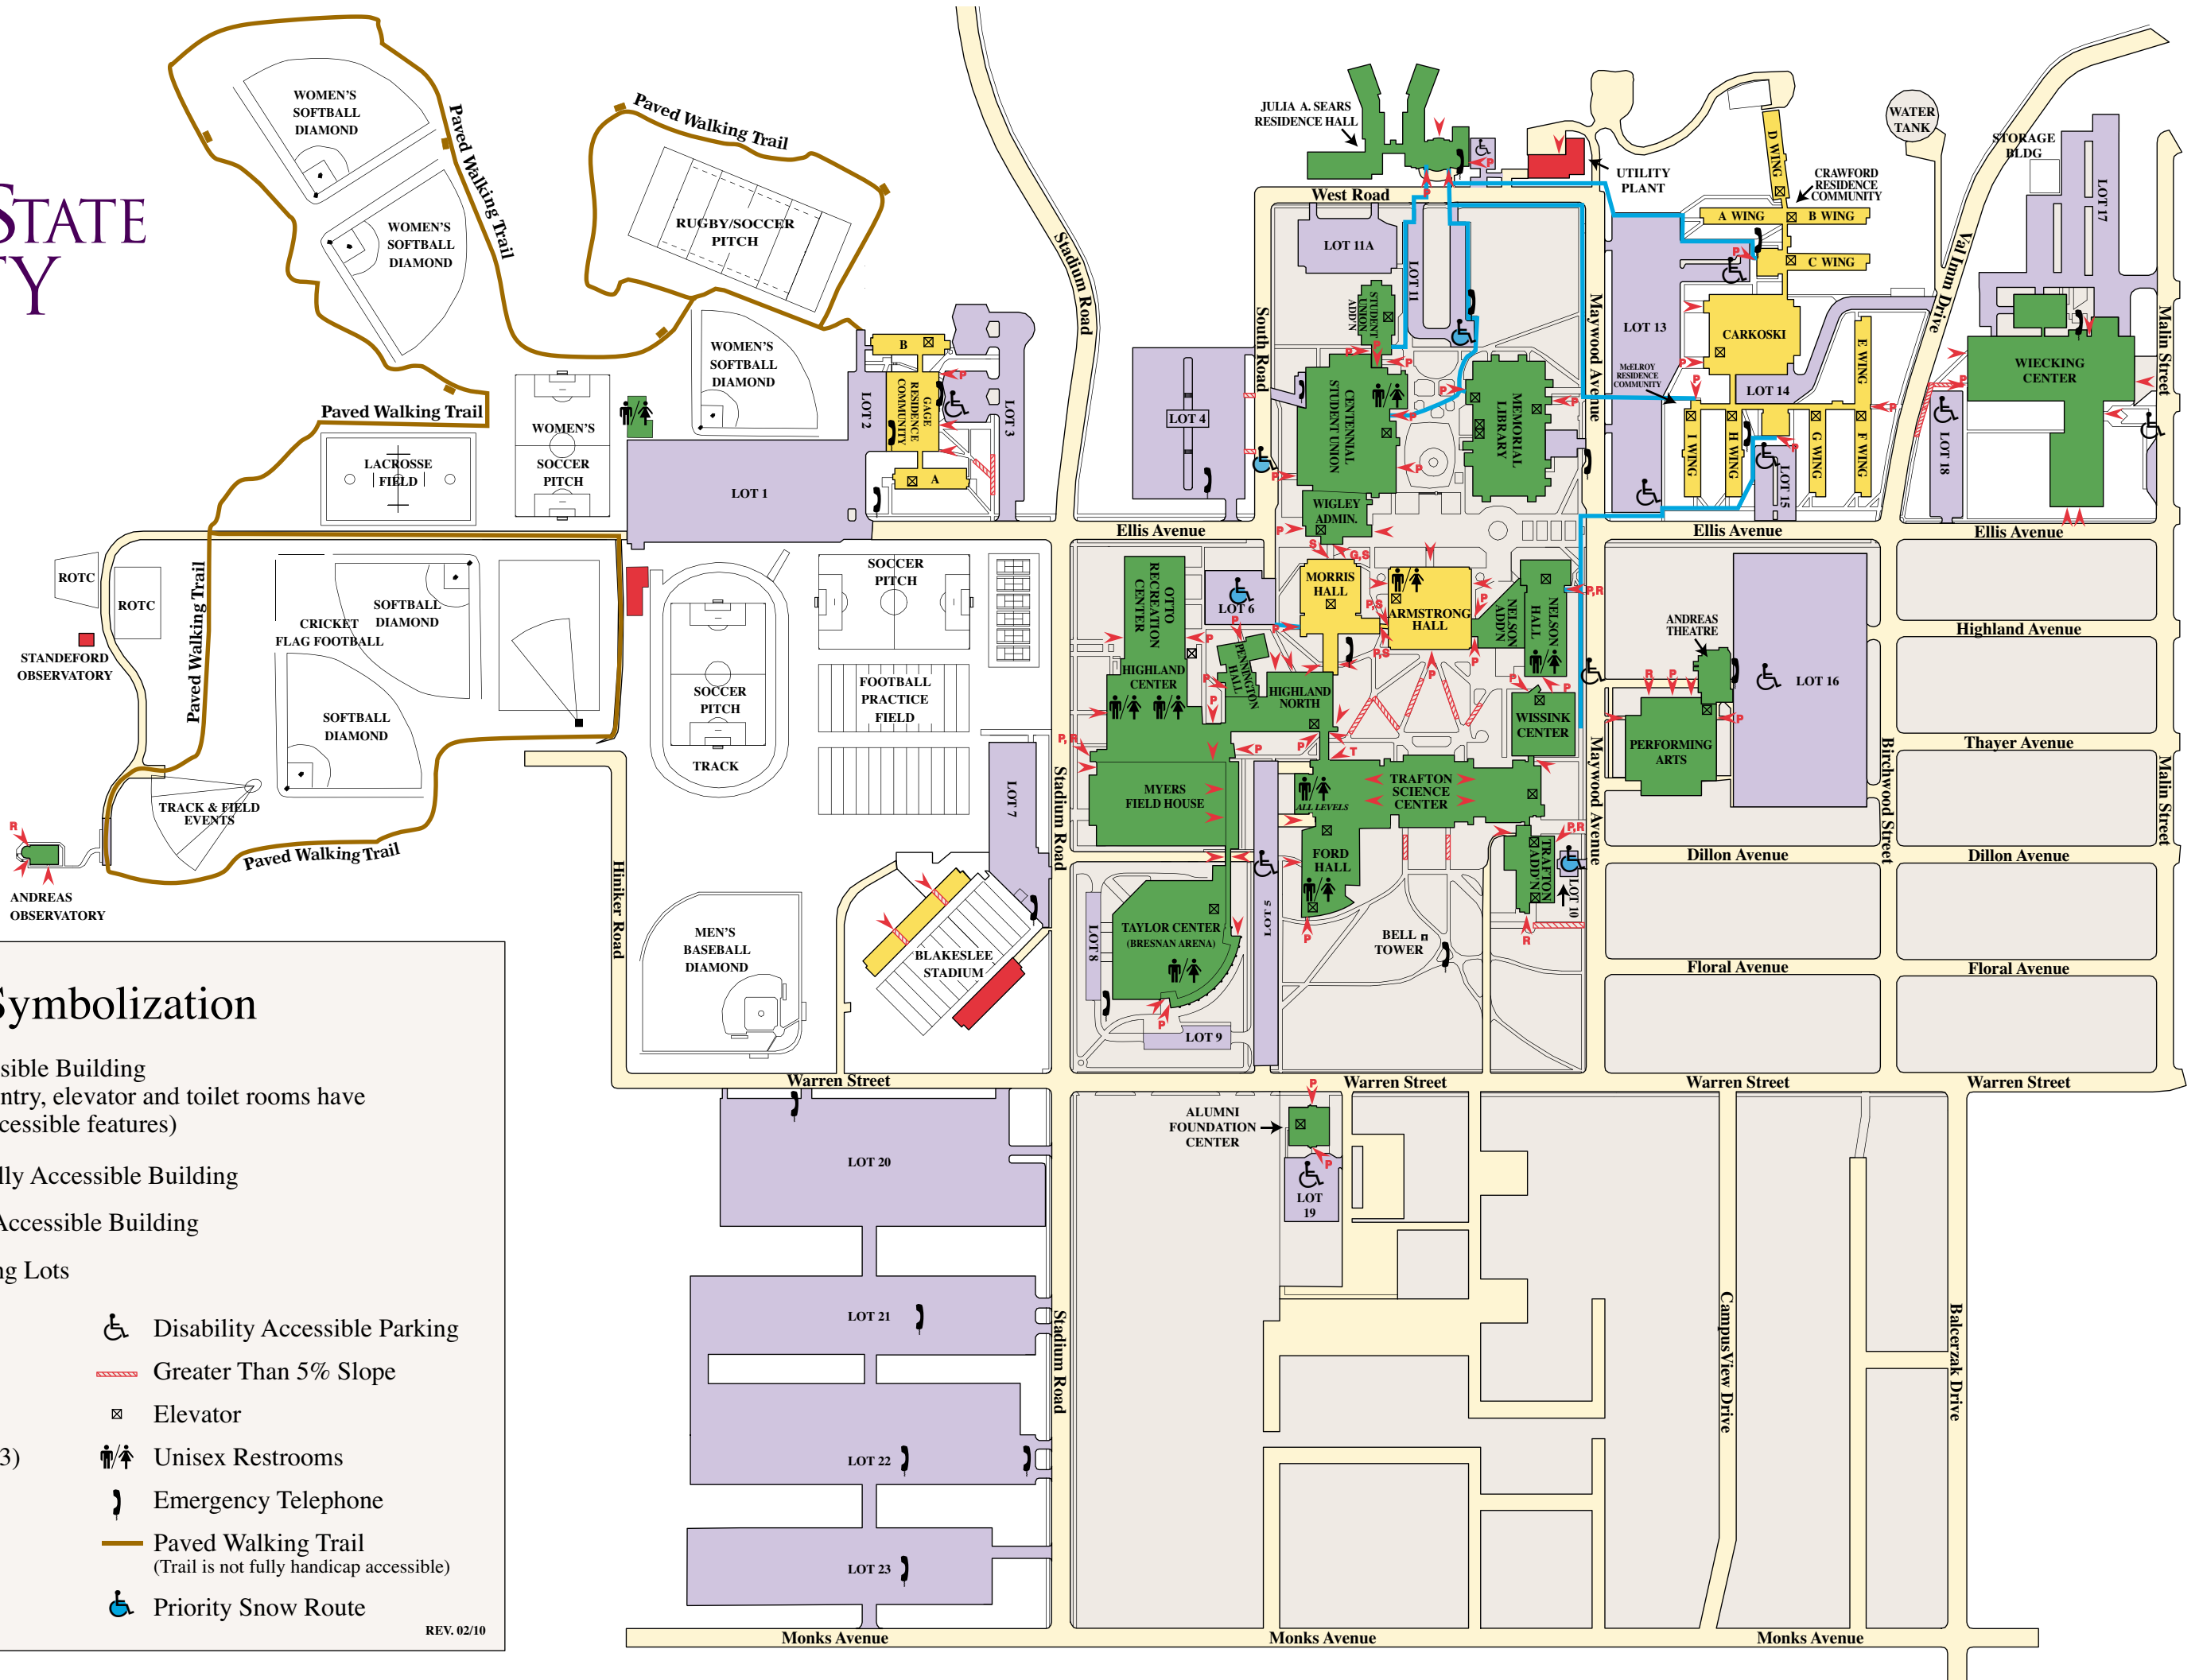 STATE
TY
WOMEN'S
SOFTBALL
DIAMOND
Paved Walking Trail
WOMEN'S
SOFTBALL
DIAMOND
Paved Walking Trail
RUGBY/SOCCER
PITCH
WOMEN'S
SOFTBALL
DIAMOND
Paved Walking Trail
LACROSSE
FIELD
WOMEN'S
SOCCER
PITCH
LOT 1
LOT 2
B
GAGE
RESIDENCE
COMMUNITY
A
LOT 3
P
Stadium Road
LOT 4
South Road
JULIA A. SEARS
RESIDENCE HALL
P
P
West Road
LOT 11A
LOT 11
STUDENT
UNION
ADD'N
CENTENNIAL
STUDENT UNION
MEMORIAL
LIBRARY
WIGLEY
ADMIN.
UTILITY
PLANT
Maywood Avenue
LOT 13
D WING
CRAWFORD
RESIDENCE
COMMUNITY
A WING
B WING
C WING
CARKOSKI
McELROY
RESIDENCE
COMMUNITY
LOT 14
E WING
I WING
H WING
G WING
F WING
LOT 15
WATER
TANK
STORAGE
BLDG
LOT 17
Val Imm Drive
WIECKING
CENTER
LOT 18
Malin Street
Ellis Avenue
Ellis Avenue
Ellis Avenue
ROTC
ROTC
STANDEFORD
OBSERVATORY
Paved Walking Trail
CRICKET
FLAG FOOTBALL
SOFTBALL
DIAMOND
SOFTBALL
DIAMOND
TRACK & FIELD
EVENTS
Paved Walking Trail
R
ANDREAS
OBSERVATORY
SOCCER
PITCH
SOCCER
PITCH
TRACK
FOOTBALL
PRACTICE
FIELD
LOT 7
Stadium Road
Hiniker Road
MEN'S
BASEBALL
DIAMOND
BLAKESLEE
STADIUM
OTTO
RECREATION
CENTER
HIGHLAND
CENTER
LOT 6
PENNINGTON
HALL
HIGHLAND
NORTH
MORRIS
HALL
S
G,S
P,S
P,S
ARMSTRONG
HALL
NELSON
ADD'N
NELSON
HALL
P,R
WISSINK
CENTER
P, R
T
MYERS
FIELD HOUSE
TRAFTON
SCIENCE
CENTER
ALL LEVELS
FORD
HALL
TRAFTON
ADD'N
P,R
LOT 10
R
BELL
TOWER
LOT 5
TAYLOR CENTER
(BRESNAN ARENA)
LOT 8
LOT 9
P
ANDREAS
THEATRE
LOT 16
R
P
P
PERFORMING
ARTS
Maywood Avenue
Birchwood Street
Malin Street
Highland Avenue
Thayer Avenue
Dillon Avenue
Dillon Avenue
Floral Avenue
Floral Avenue
Warren Street
Warren Street
Warren Street
Warren Street
P
ALUMNI
FOUNDATION
CENTER
P
LOT
19
LOT 20
LOT 21
LOT 22
LOT 23
Stadium Road
CampusView Drive
Balcerzak Drive
Monks Avenue
Monks Avenue
Monks Avenue
Symbolization
sible Building
ntry, elevator and toilet rooms have
cessible features)
lly Accessible Building
Accessible Building
ng Lots
Disability Accessible Parking
Greater Than 5% Slope
Elevator
3)
Unisex Restrooms
Emergency Telephone
Paved Walking Trail
(Trail is not fully handicap accessible)
Priority Snow Route
REV. 02/10